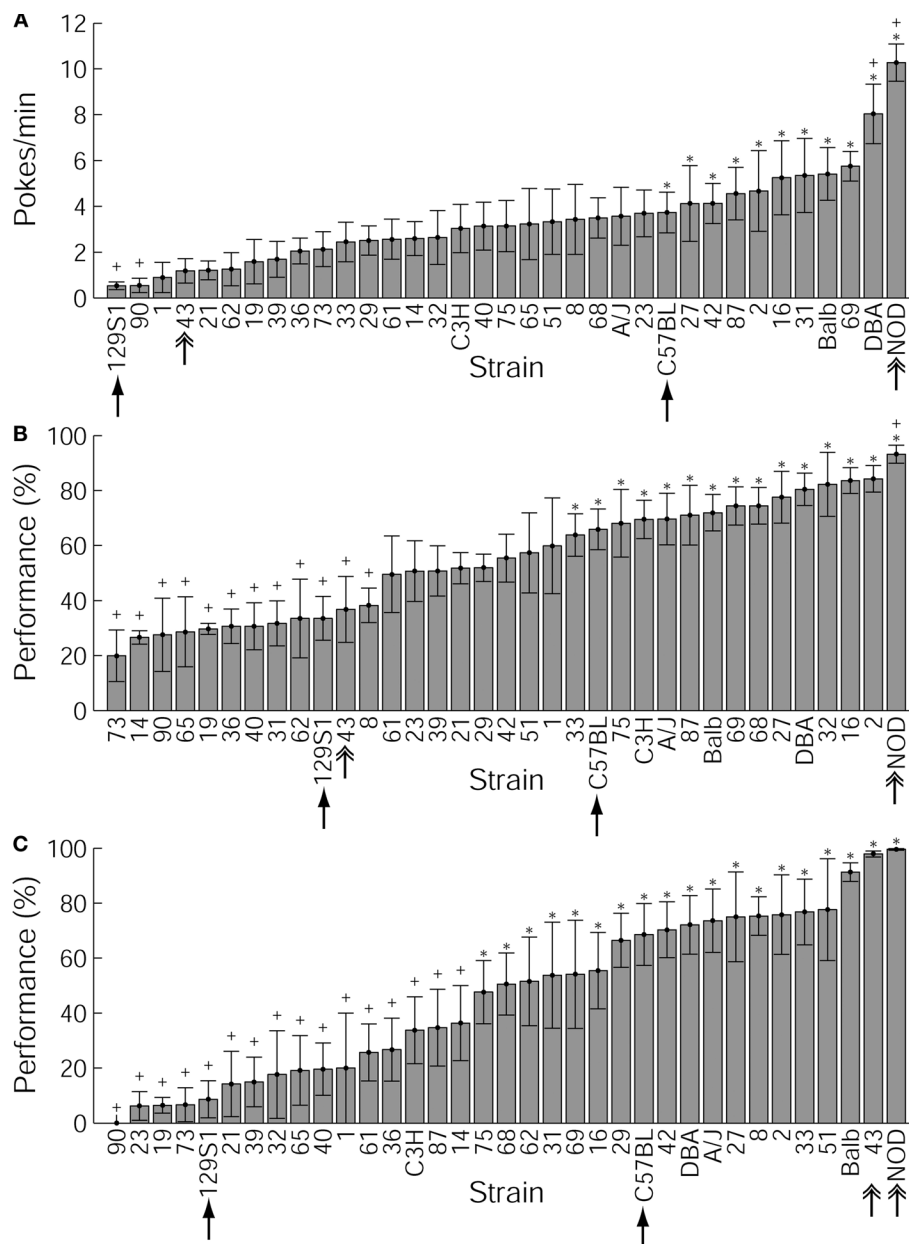 A
12
10
8
6
4
2
0
Pokes/min
+ + + * * * * * * * * + * + *
129S1 90 1 43 21 62 19 39 36 73 33 29 61 14 32 C3H 40 75 65 51 8 68 A/J 23 C57BL 27 42 87 2 16 31 Balb 69 DBA NOD
Strain
B
100
80
60
40
20
0
Performance (%)
+ + + + + + + + + + + + * * * * * * * * * * * * * * + *
73 14 90 65 19 36 40 31 62 129S1 43 8 61 23 39 21 29 42 51 1 33 C57BL 75 C3H A/J 87 Balb 69 68 27 DBA 32 16 2 NOD
Strain
C
100
80
60
40
20
0
Performance (%)
+ + + + + + + + + + + + + + + + * * * * * * * * * * * * * * * * * * *
90 23 19 73 129S1 21 39 32 65 40 1 61 36 C3H 87 14 75 68 62 31 69 16 29 C57BL 42 DBA A/J 27 8 2 33 51 Balb 43 NOD
Strain